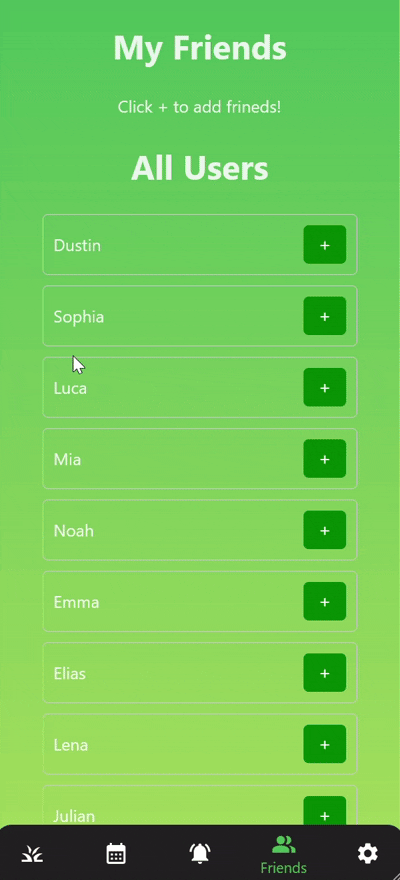 My Friends
Click + to add frineds!
All Users
Dustin +
Sophia +
Luca +
Mia +
Noah +
Emma +
Elias +
Lena +
Julian +
Friends